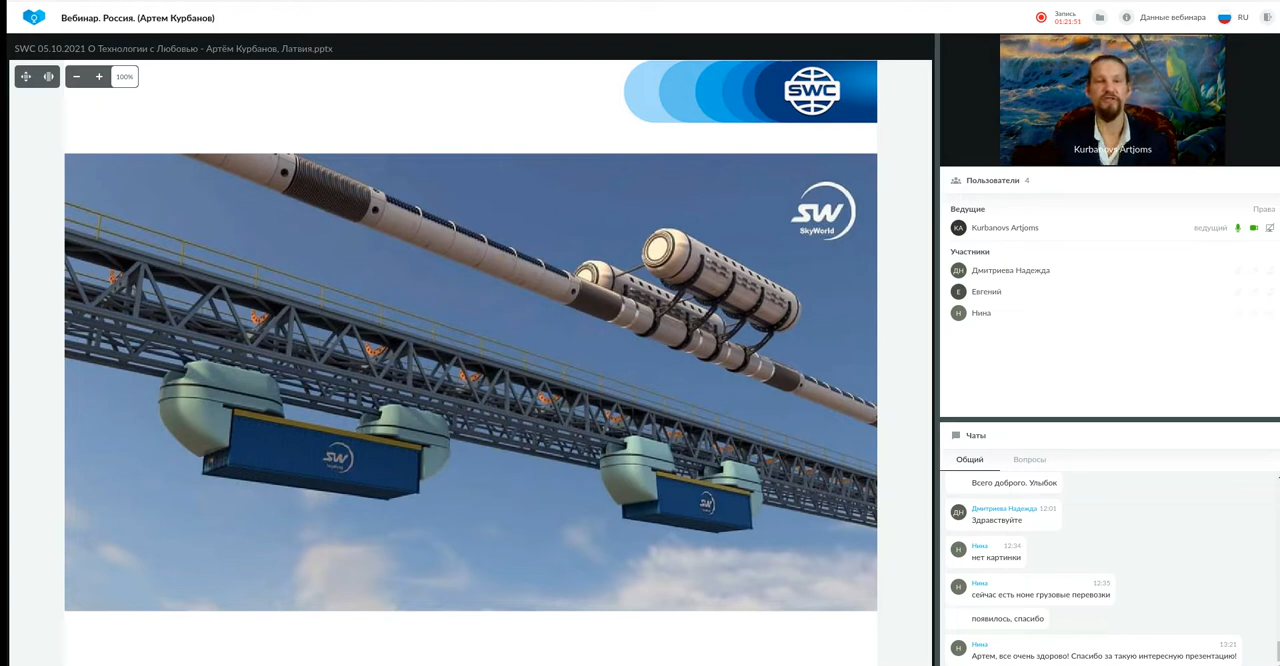 Вебинар. Россия. (Артем Курбанов)
Запись
01:21:51
Данные вебинара
RU
SWC 05.10.2021 О Технологии с Любовью - Артём Курбанов, Латвия.pptx
100%
SWC
SW
SkyWorld
SW
SW
Kurbanovs Artjoms
Пользователи 4
Ведущие
Права
KA
Kurbanovs Artjoms
ведущий
Участники
ДН
Дмитриева Надежда
Е
Евгений
Н
Нина
Чаты
Общий
Вопросы
Всего доброго. Улыбок
ДН
Дмитриева Надежда 12:01
Здравствуйте
Н
Нина 12:34
нет картинки
Н
Нина 12:35
сейчас есть ноне грузовые перевозки
появилось, спасибо
Н
Нина 13:21
Артем, все очень здорово! Спасибо за такую интересную презентацию!